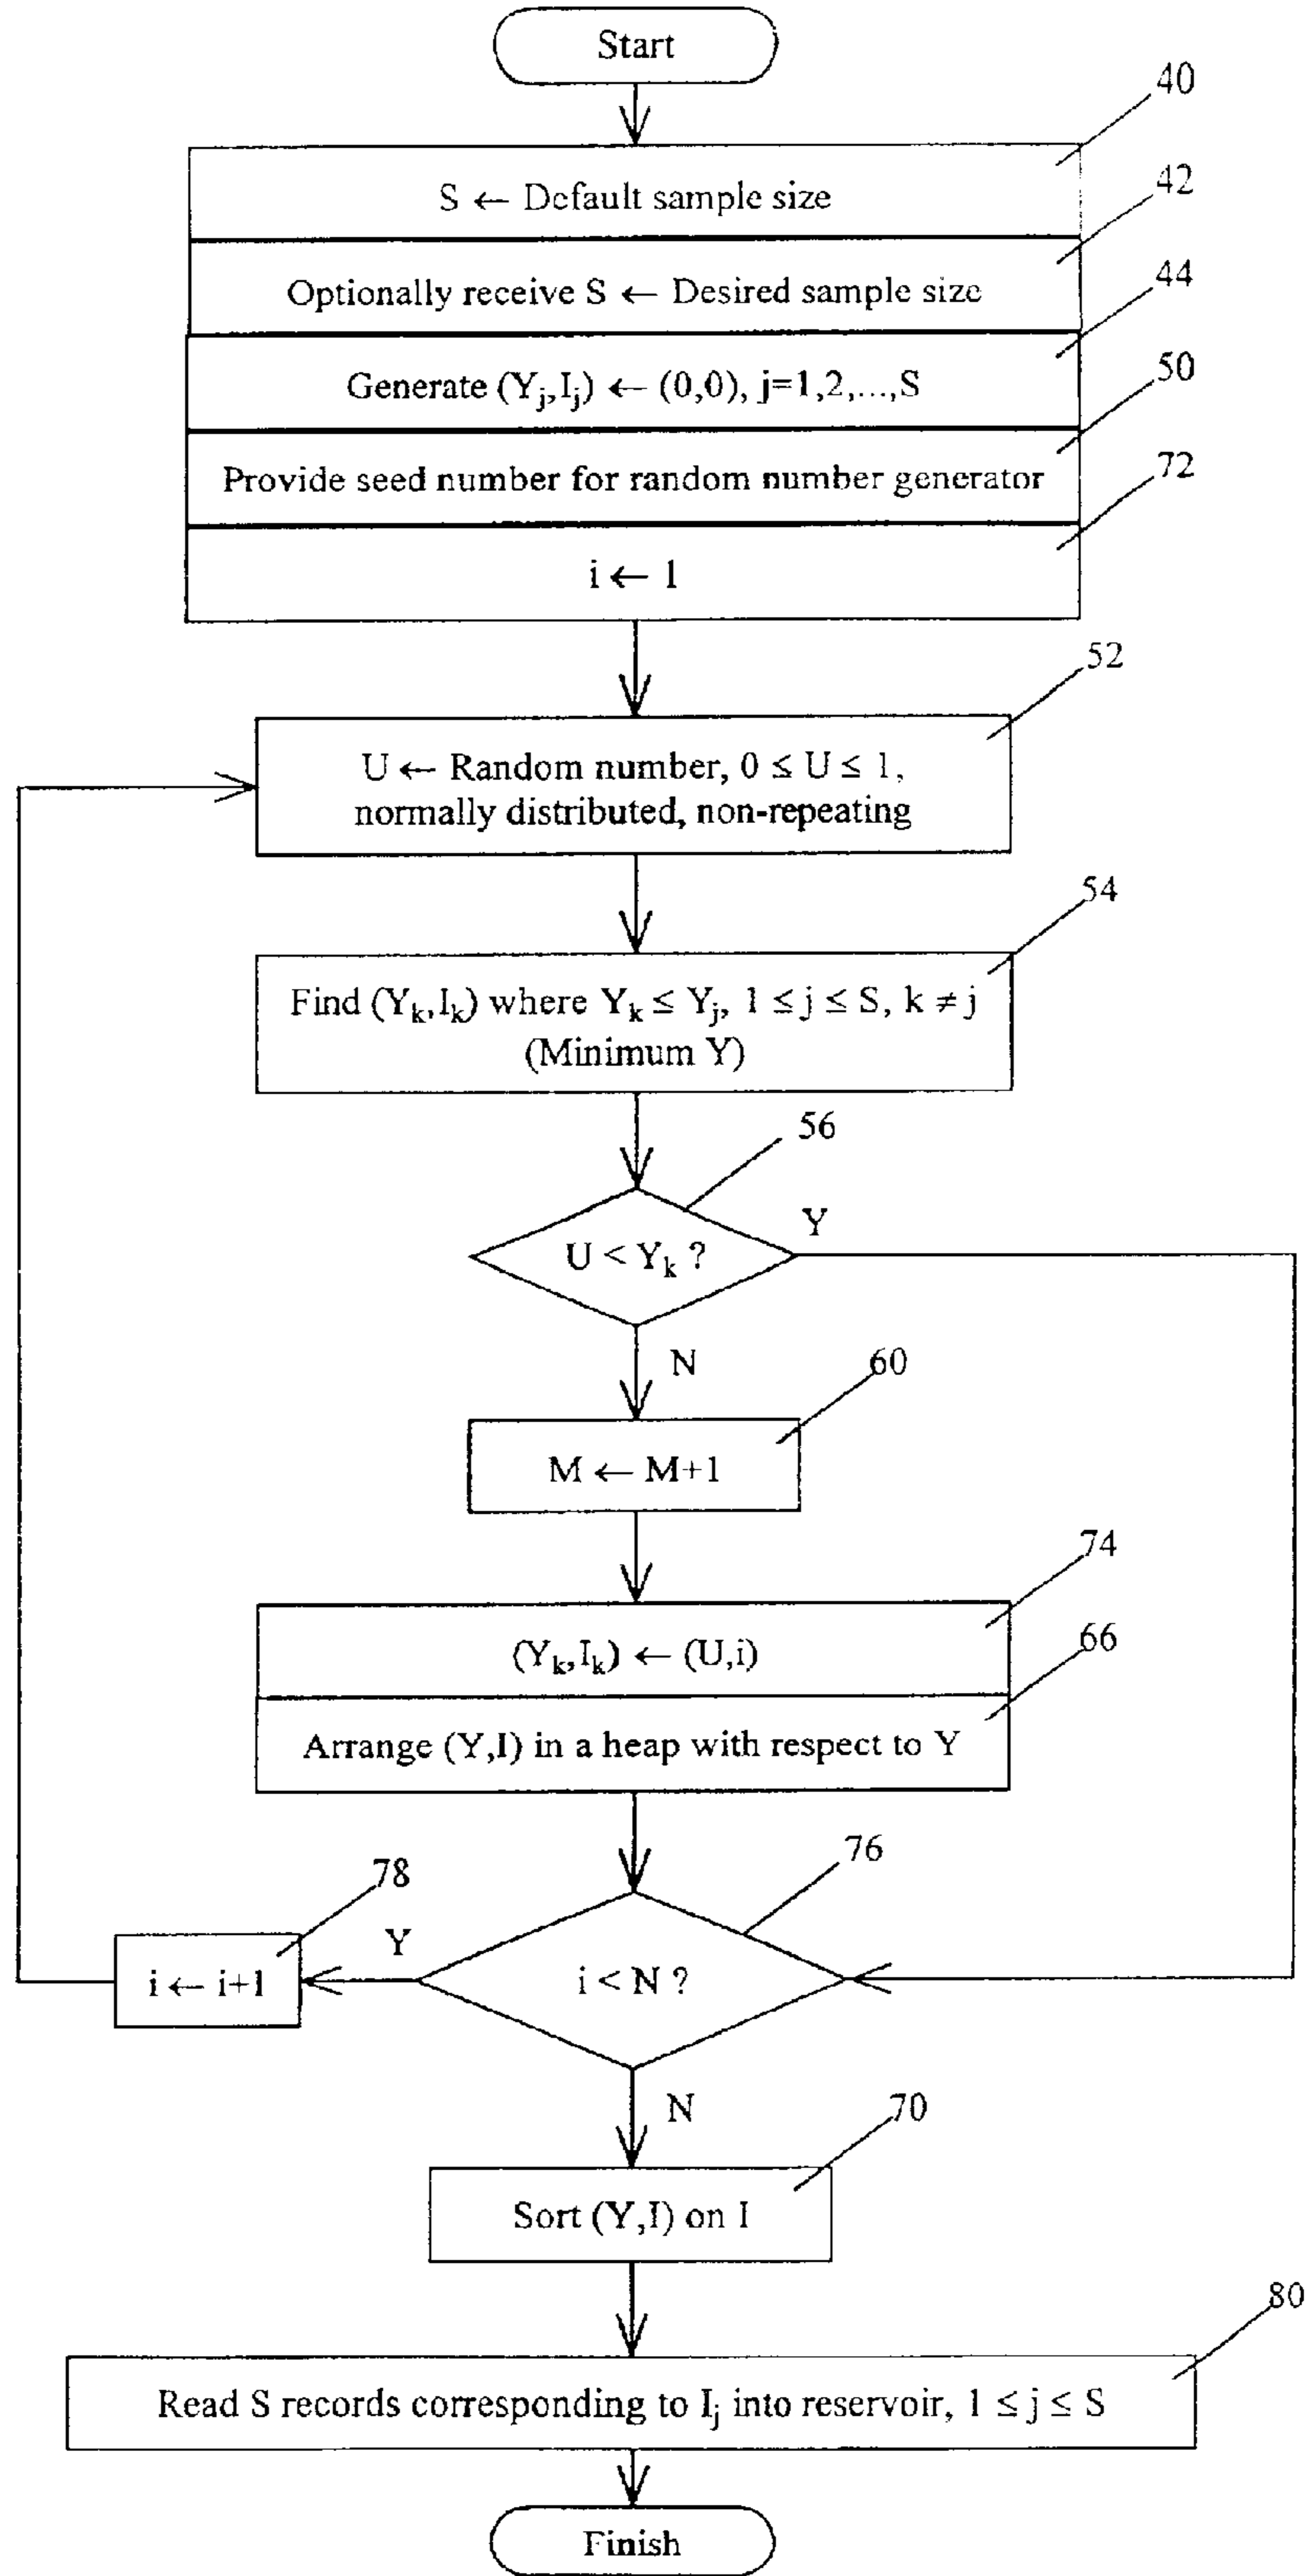 Start
40
S ← Default sample size
42
Optionally receive S ← Desired sample size
44
Generate (Yj,Ij) ← (0,0), j=1,2,...,S
50
Provide seed number for random number generator
72
i ← 1
52
U ← Random number, 0 ≤ U ≤ 1,
normally distributed, non-repeating
54
Find (Yk,Ik) where Yk ≤ Yj, 1 ≤ j ≤ S, k ≠ j
(Minimum Y)
56
U < Yk ?
Y
N
60
M ← M+1
74
(Yk,Ik) ← (U,i)
66
Arrange (Y,I) in a heap with respect to Y
76
78
Y
i ← i+1
i < N ?
N
70
Sort (Y,I) on I
80
Read S records corresponding to Ij into reservoir, 1 ≤ j ≤ S
Finish